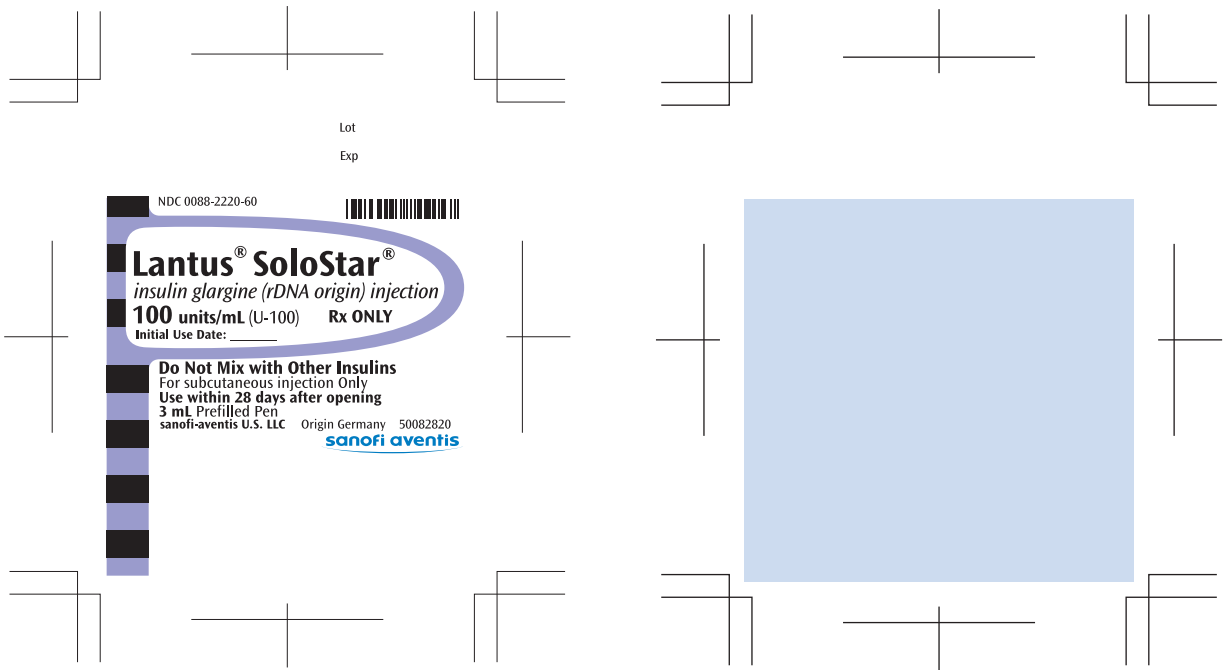 Lot
Exp
NDC 0088-2220-60
Lantus® SoloStar®
insulin glargine (rDNA origin) injection
100 units/mL (U-100) Rx ONLY
Initial Use Date: ______
Do Not Mix with Other Insulins
For subcutaneous injection Only
Use within 28 days after opening
3 mL Prefilled Pen
sanofi-aventis U.S. LLC Origin Germany 50082820
sanofi aventis